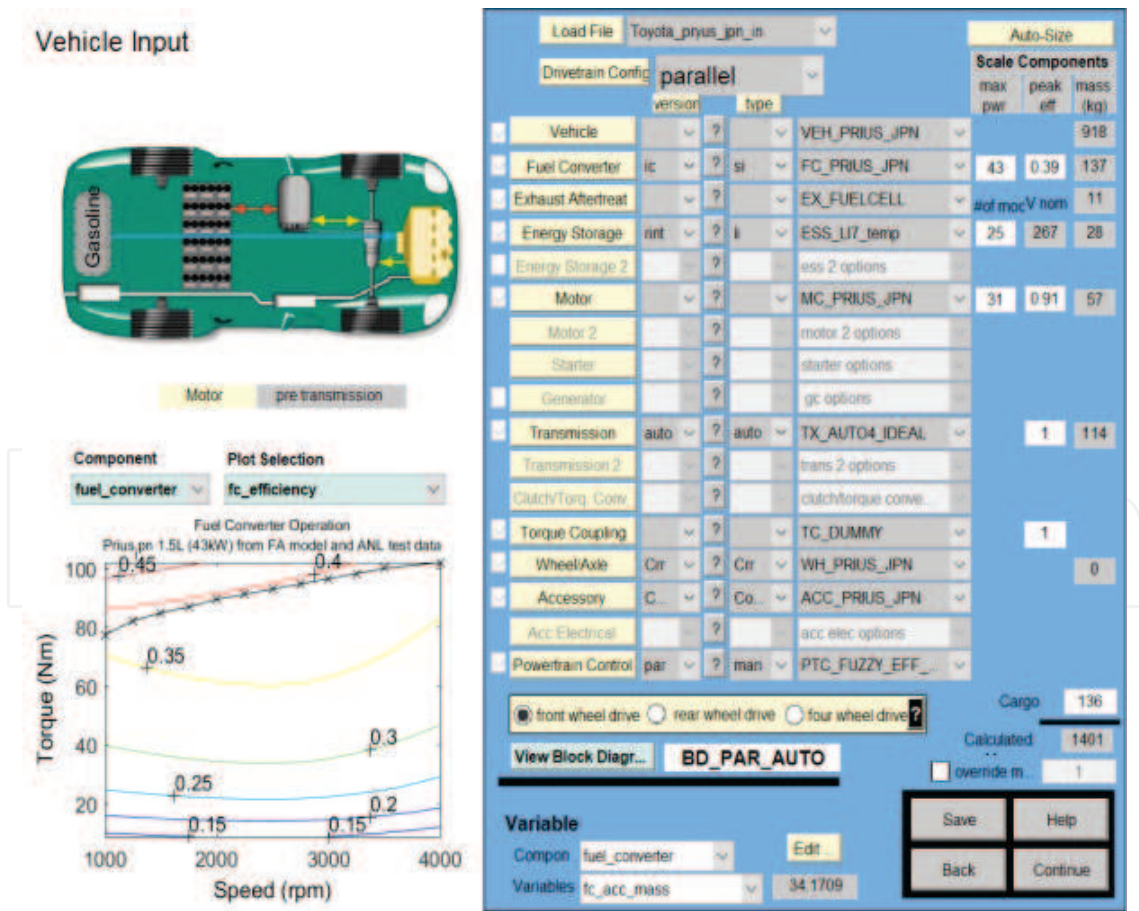 Vehicle Input
Gasoline
Motor pre transmission
Component Plot Selection
fuel_converter fc_efficiency
Fuel Converter Operation
Prius_jpn 1.5L (43kW) from FA model and ANL test data
0.45 0.4
0.35
0.3
0.25
0.2
0.15 0.15
100
80
60
40
20
Torque (Nm)
1000 2000 3000 4000
Speed (rpm)
Load File Toyota_pryus_jpn_in Auto-Size
Drivetrain Config parallel Scale Components
version type max pwr peak eff mass (kg)
Vehicle ? VEH_PRIUS_JPN 918
Fuel Converter ic ? si FC_PRIUS_JPN 43 0.39 137
Exhaust Aftertreat ? EX_FUELCELL #of moc V nom 11
Energy Storage rint ? li ESS_LI7_temp 25 267 28
Energy Storage 2 ? ess 2 options
Motor ? MC_PRIUS_JPN 31 0.91 57
Motor 2 ? motor 2 options
Starter ? starter options
Generator ? gc options
Transmission auto ? auto TX_AUTO4_IDEAL 1 114
Transmission 2 ? trans 2 options
Clutch/Torq. Conv ? clutch/torque conve...
Torque Coupling ? TC_DUMMY 1
Wheel/Axle Crr ? Crr WH_PRIUS_JPN 0
Accessory C... ? Co... ACC_PRIUS_JPN
Acc Electrical ? acc elec options
Powertrain Control par ? man PTC_FUZZY_EFF_...
front wheel drive rear wheel drive four wheel drive ? Cargo 136
Calculated 1401
View Block Diagr... BD_PAR_AUTO override m... 1
Variable
Compon fuel_converter Edit...
Variables fc_acc_mass 34.1709
Save Help
Back Continue